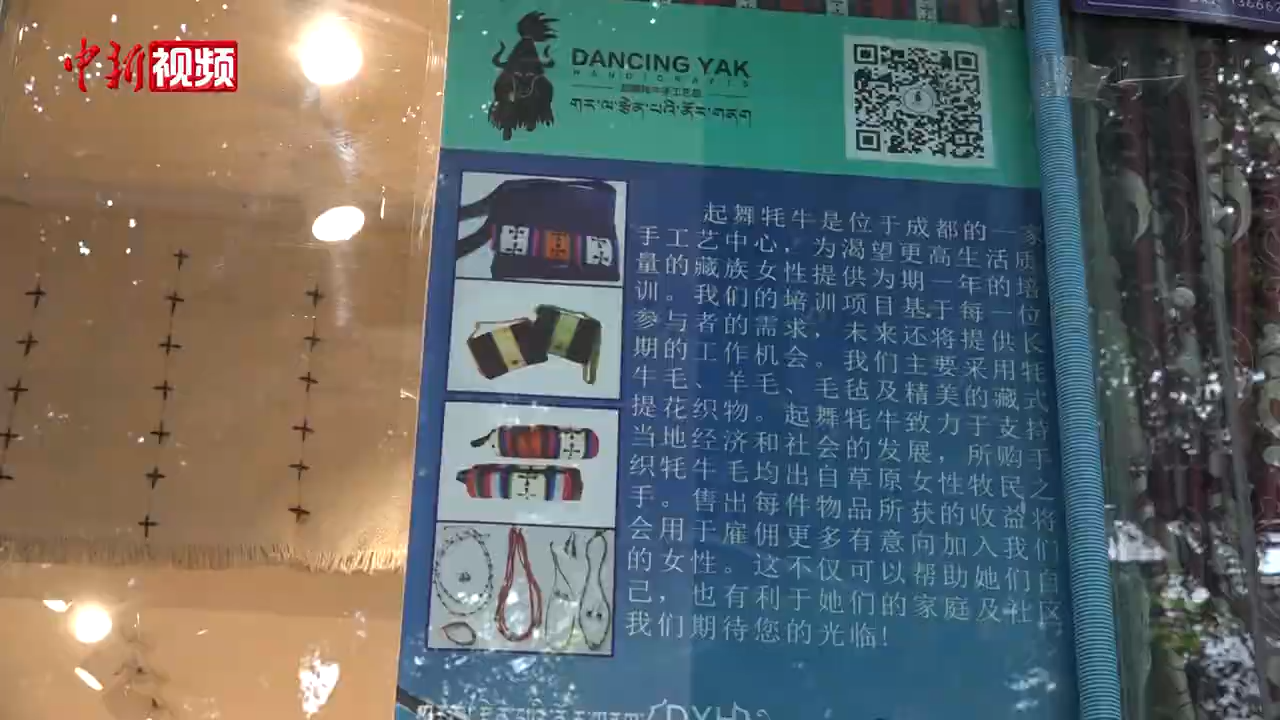 中新视频
DANCING YAK
HANDICRAFTS
起舞牦牛手工艺品
起舞牦牛是位于成都的一家
手工艺中心，为渴望更高生活质
量的藏族女性提供为期一年的培
训。我们的培训项目基于每一位
参与者的需求，未来还将提供长
期的工作机会。我们主要采用牦
牛毛、羊毛、毛毡及精美的藏式
提花织物。起舞牦牛致力于支持
当地经济和社会的发展，所购手
织牦牛毛均出自草原女性牧民之
手。售出每件物品所获的收益将
会用于雇佣更多有意向加入我们
的女性。这不仅可以帮助她们自
己，也有利于她们的家庭及社区
我们期待您的光临!
(DYH)